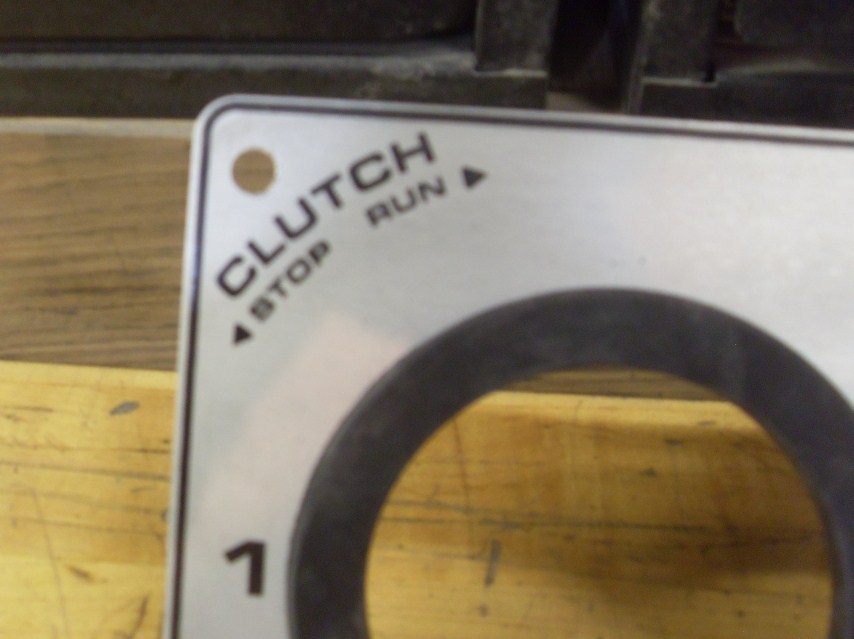 CLUTCH
◄STOP RUN ►
1